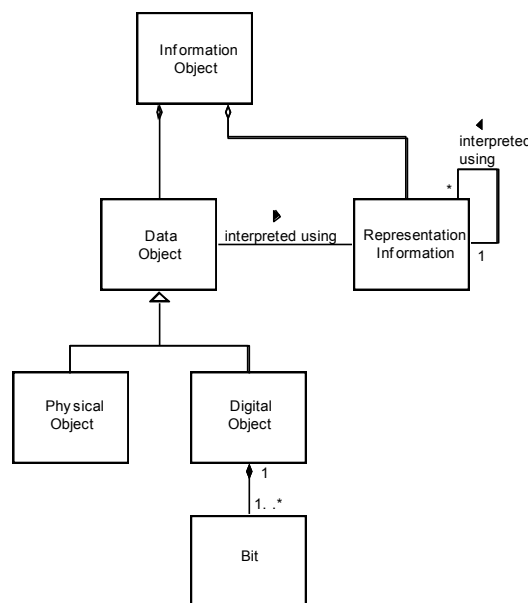 Information
Object
interpreted
using
*
1
Data
Object
interpreted using
Representation
Information
Physical
Object
Digital
Object
1
1. .*
Bit